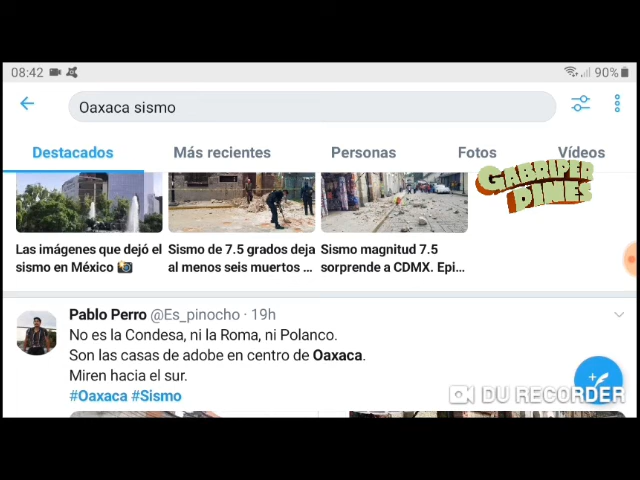 08:42
90%
Oaxaca sismo
Destacados
Más recientes
Personas
Fotos
Vídeos
GABRIPER
PINES
Las imágenes que dejó el
sismo en México
Sismo de 7.5 grados deja
al menos seis muertos ...
Sismo magnitud 7.5
sorprende a CDMX. Epi...
Pablo Perro @Es_pinocho · 19h
No es la Condesa, ni la Roma, ni Polanco.
Son las casas de adobe en centro de Oaxaca.
Miren hacia el sur.
#Oaxaca #Sismo
DU RECORDER